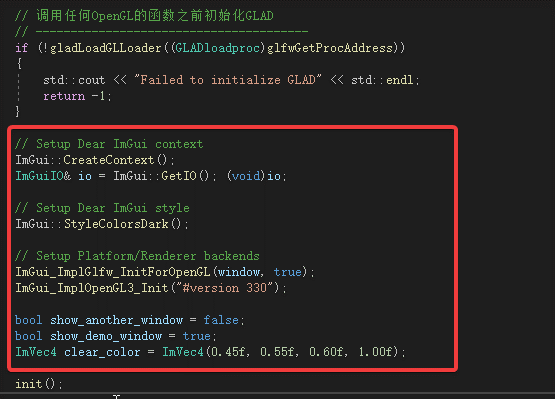 // 调用任何OpenGL的函数之前初始化GLAD
// ---------------------------------------
if (!gladLoadGLLoader((GLADloadproc)glfwGetProcAddress))
{
std::cout << "Failed to initialize GLAD" << std::endl;
return -1;
}
// Setup Dear ImGui context
ImGui::CreateContext();
ImGuiIO& io = ImGui::GetIO(); (void)io;
// Setup Dear ImGui style
ImGui::StyleColorsDark();
// Setup Platform/Renderer backends
ImGui_ImplGlfw_InitForOpenGL(window, true);
ImGui_ImplOpenGL3_Init("#version 330");
bool show_another_window = false;
bool show_demo_window = true;
ImVec4 clear_color = ImVec4(0.45f, 0.55f, 0.60f, 1.00f);
init();